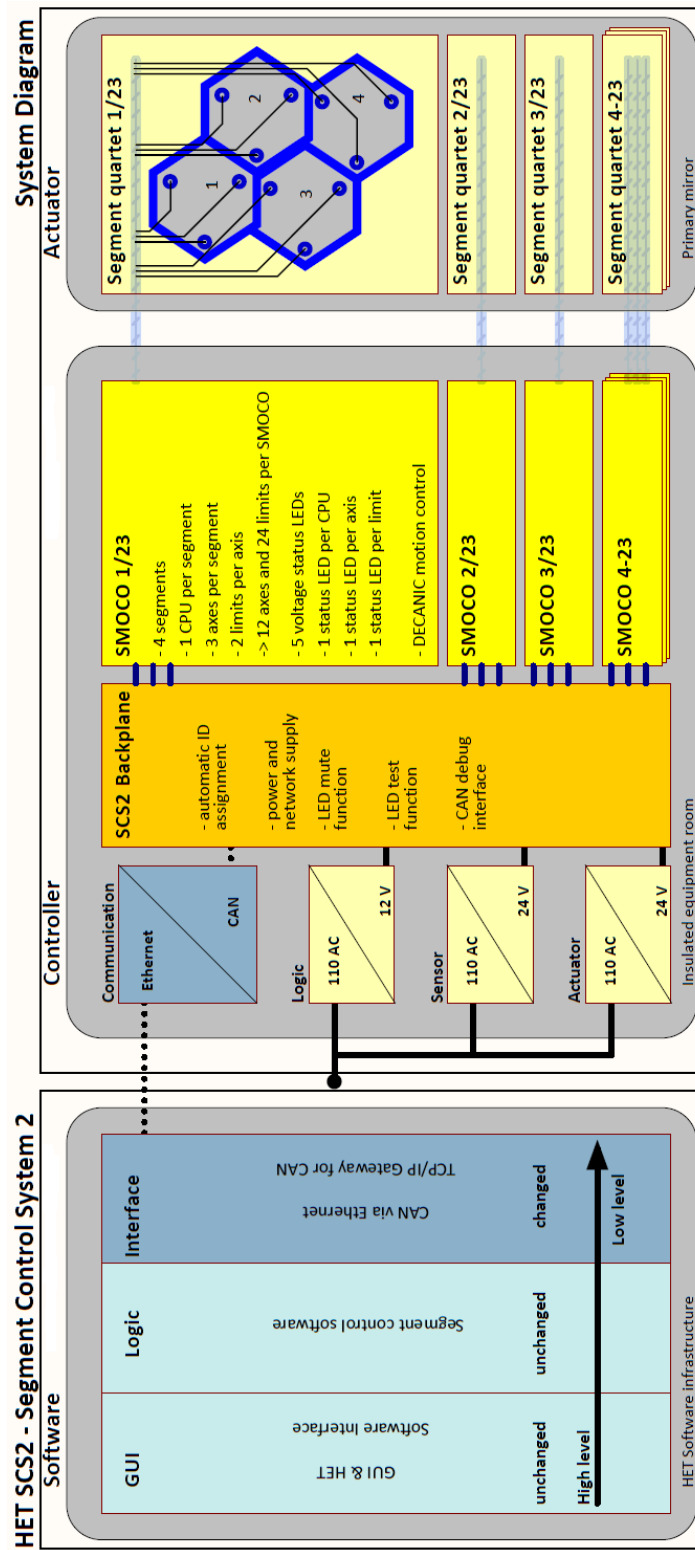 HET SCS2 - Segment Control System 2
System Diagram
Software
GUI
GUI & HET
Software Interface
unchanged
Logic
Segment control software
unchanged
Interface
CAN via Ethernet
TCP/IP Gateway for CAN
changed
High level
Low level
HET Software infrastructure
Controller
Communication
Ethernet
CAN
Logic
110 AC
12 V
Sensor
110 AC
24 V
Actuator
110 AC
24 V
SCS2 Backplane
- automatic ID
assignment
- power and
network supply
- LED mute
function
- LED test
function
- CAN debug
interface
SMOCO 1/23
- 4 segments
- 1 CPU per segment
- 3 axes per segment
- 2 limits per axis
-> 12 axes and 24 limits per SMOCO
- 5 voltage status LEDs
- 1 status LED per CPU
- 1 status LED per axis
- 1 status LED per limit
- DECANIC motion control
SMOCO 2/23
SMOCO 3/23
SMOCO 4-23
Insulated equipment room
Actuator
Segment quartet 1/23
1
2
3
4
Segment quartet 2/23
Segment quartet 3/23
Segment quartet 4-23
Primary mirror